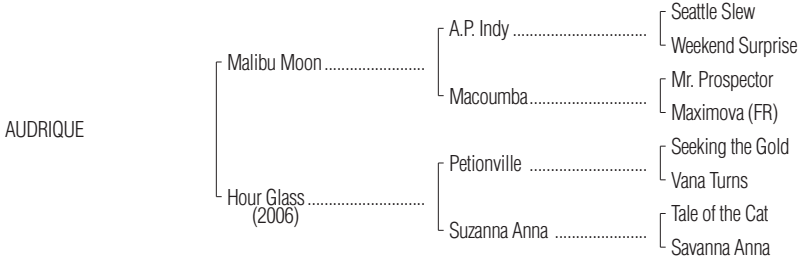 Seattle Slew
A.P. Indy ................................
Weekend Surprise
Malibu Moon ........................
Mr. Prospector
Macoumba............................
Maximova (FR)
AUDRIQUE
Seeking the Gold
Petionville ............................
Vana Turns
Hour Glass ............................
(2006)
Tale of the Cat
Suzanna Anna ......................
Savanna Anna